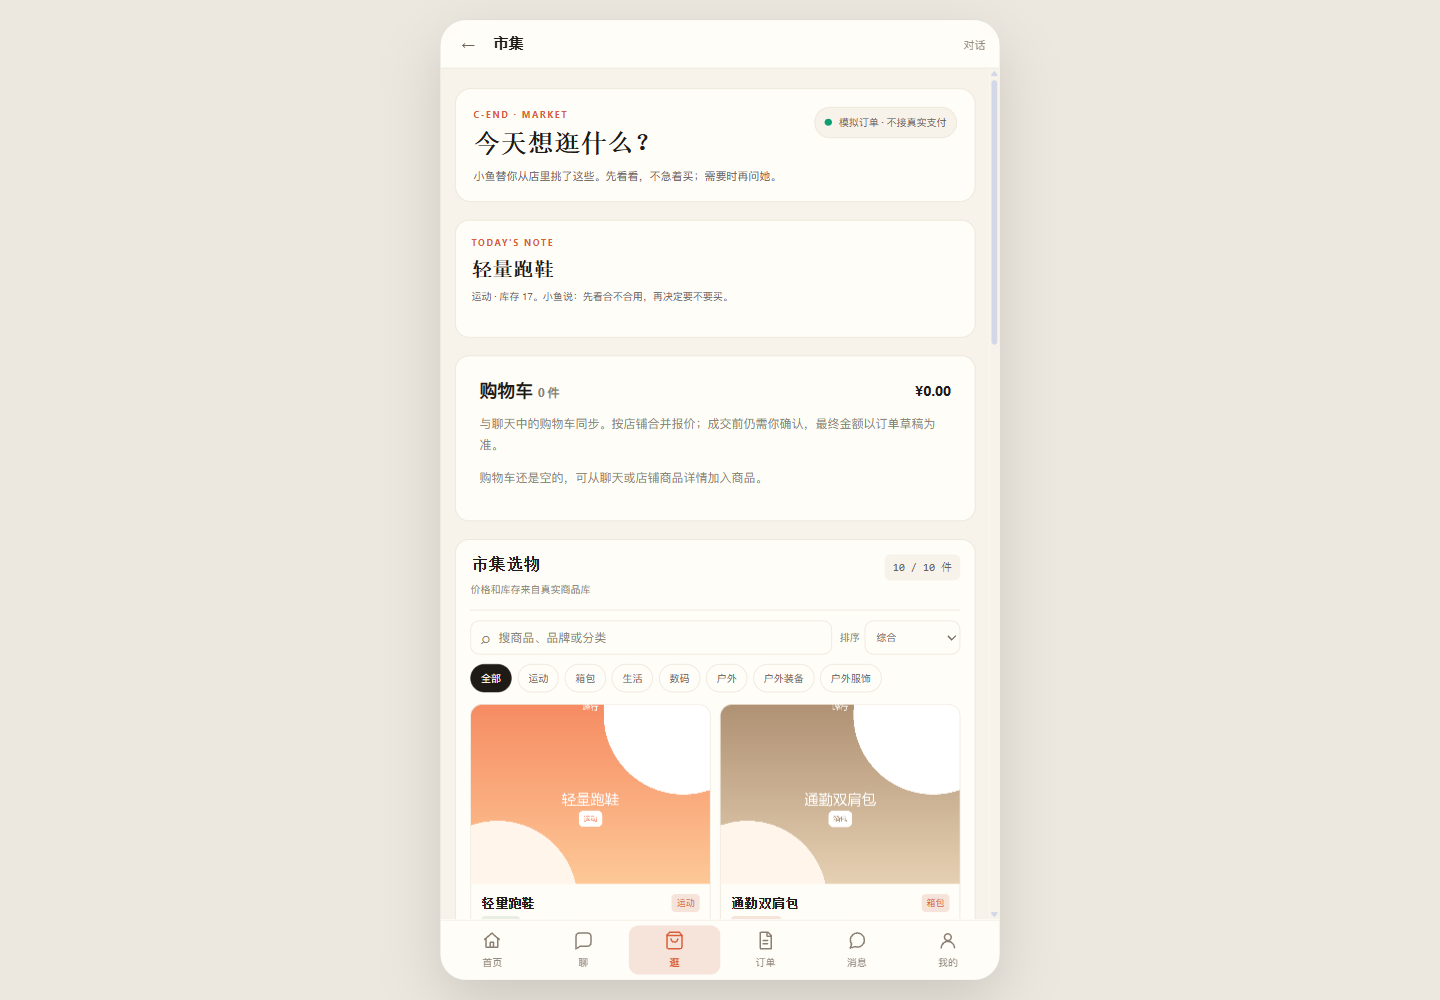 ← 市集
对话
C-END · MARKET
今天想逛什么？
模拟订单 · 不接真实支付
小鱼替你从店里挑了这些。先看看，不急着买；需要时再问她。
TODAY'S NOTE
轻量跑鞋
运动 · 库存 17。小鱼说：先看合不合用，再决定要不要买。
购物车 0 件
¥0.00
与聊天中的购物车同步。按店铺合并报价；成交前仍需你确认，最终金额以订单草稿为
准。
购物车还是空的，可从聊天或店铺商品详情加入商品。
市集选物
10 / 10 件
价格和库存来自真实商品库
搜商品、品牌或分类
排序
综合
全部
运动
箱包
生活
数码
户外
户外装备
户外服饰
轻量跑鞋
运动
通勤双肩包
轻量跑鞋
运动
通勤双肩包
箱包
首页
聊
逛
订单
消息
我的